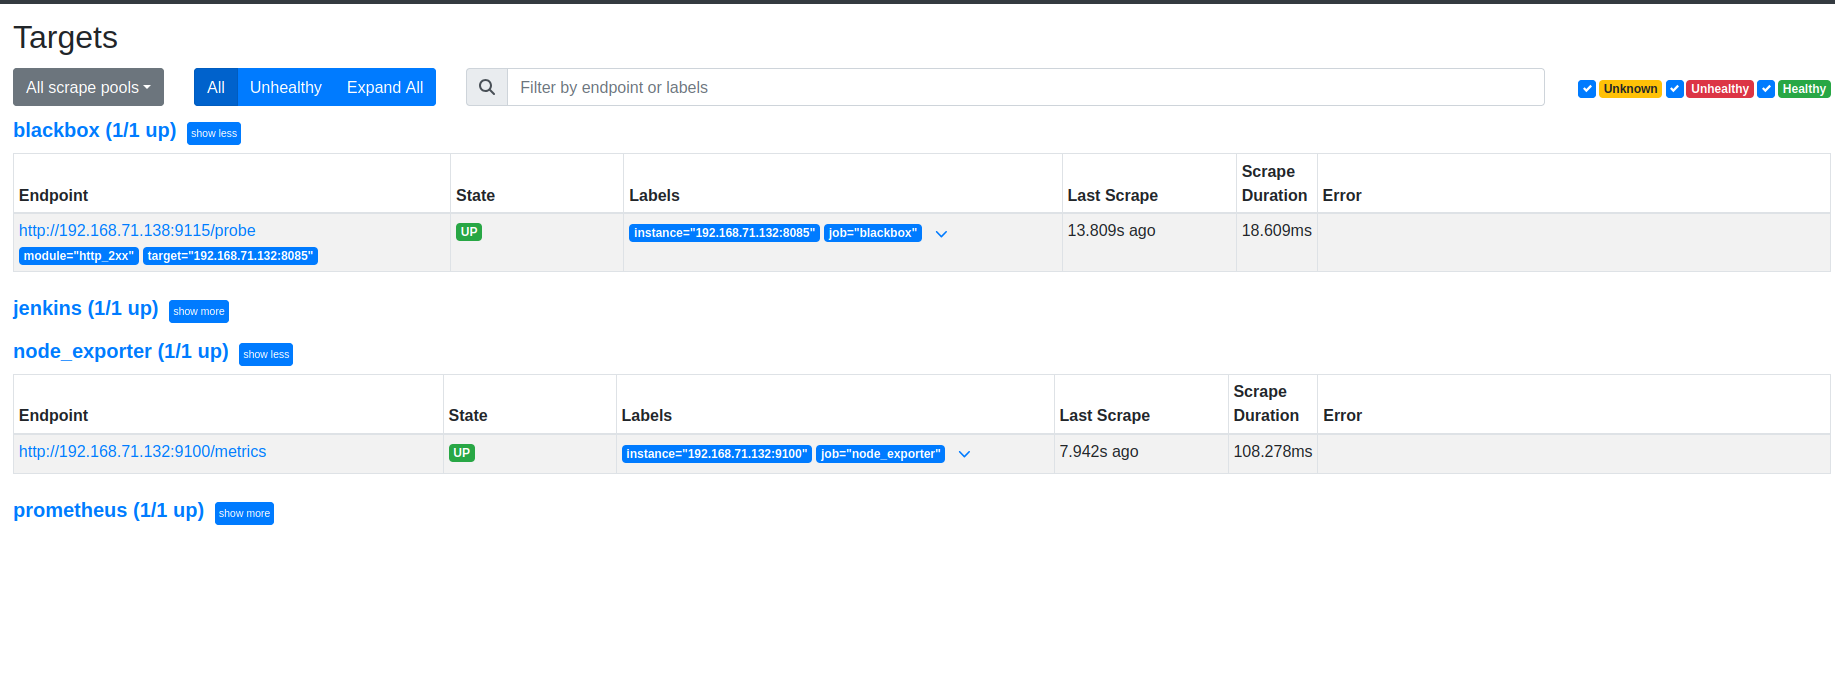 Targets
All scrape pools
All Unhealthy Expand All
Filter by endpoint or labels
Unknown Unhealthy Healthy
blackbox (1/1 up) show less
Endpoint State Labels Last Scrape Scrape Duration Error
http://192.168.71.138:9115/probe UP instance="192.168.71.132:8085" job="blackbox" 13.809s ago 18.609ms
module="http_2xx" target="192.168.71.132:8085"
jenkins (1/1 up) show more
node_exporter (1/1 up) show less
Endpoint State Labels Last Scrape Scrape Duration Error
http://192.168.71.132:9100/metrics UP instance="192.168.71.132:9100" job="node_exporter" 7.942s ago 108.278ms
prometheus (1/1 up) show more